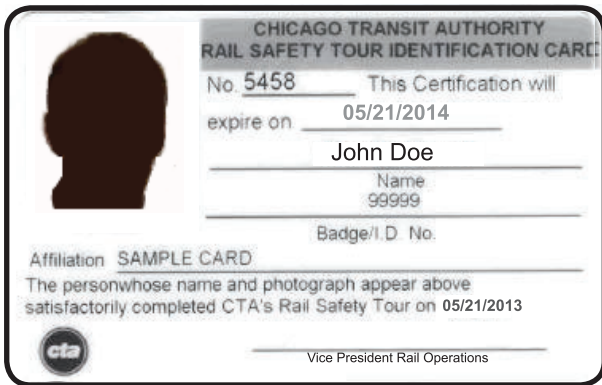 CHICAGO TRANSIT AUTHORITY
RAIL SAFETY TOUR IDENTIFICATION CARD
No. 5458 This Certification will
expire on 05/21/2014
John Doe
Name
99999
Badge/I.D. No.
Affiliation SAMPLE CARD
The personwhose name and photograph appear above
satisfactorily completed CTA's Rail Safety Tour on 05/21/2013
cta
Vice President Rail Operations